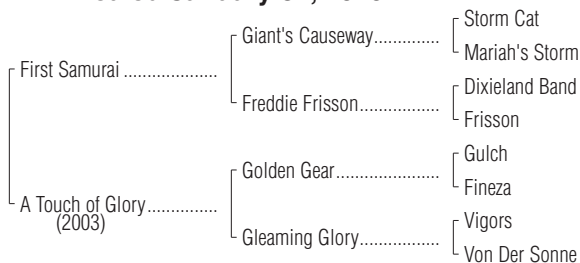 Storm Cat
Giant's Causeway..............
Mariah's Storm
First Samurai ....................
Dixieland Band
Freddie Frisson.................
Frisson
Gulch
Golden Gear......................
Fineza
A Touch of Glory...............
(2003)
Vigors
Gleaming Glory.................
Von Der Sonne